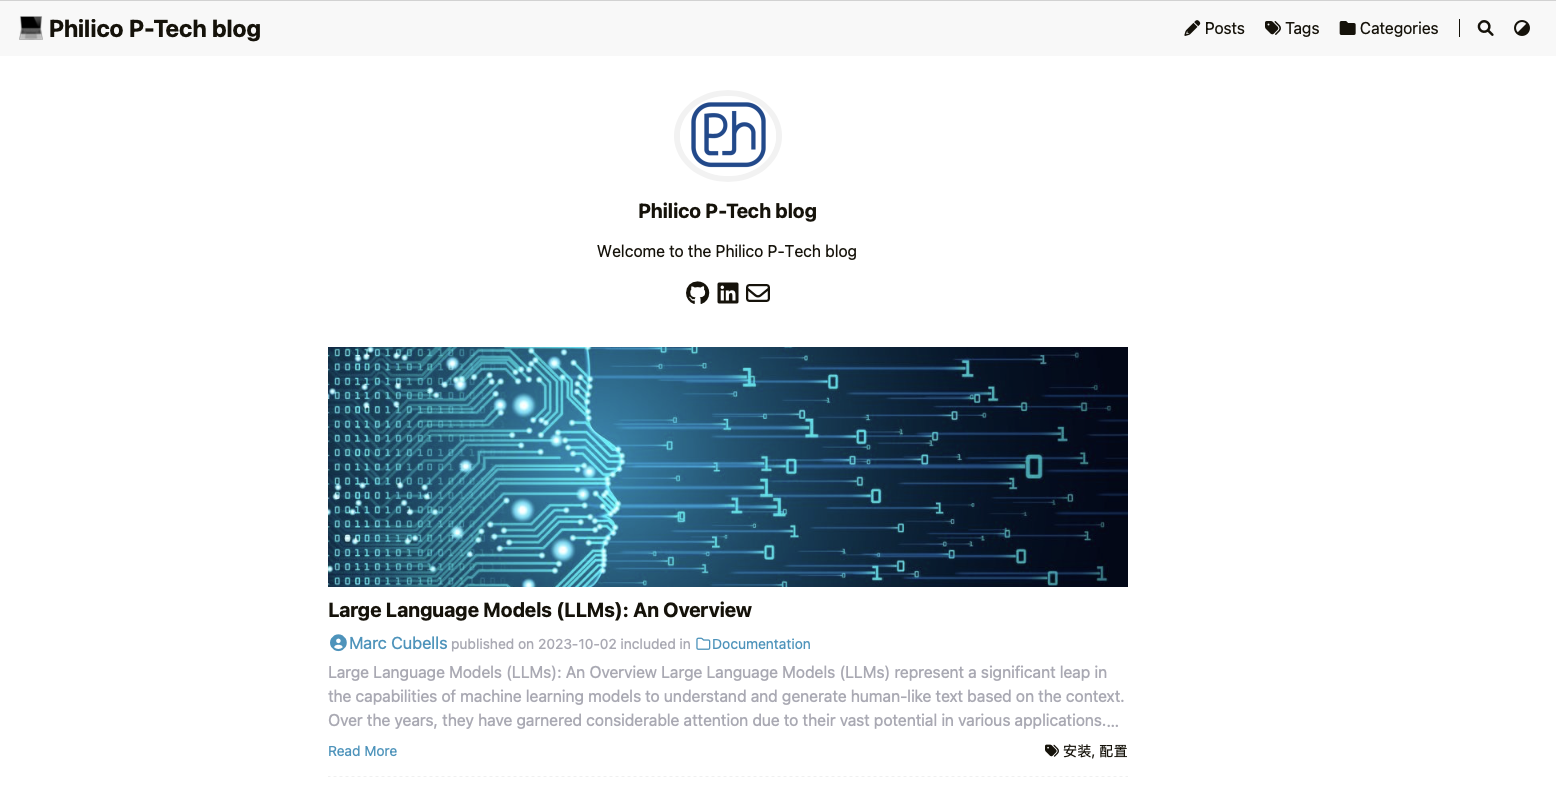 Philico P-Tech blog
Posts Tags Categories
Ph
Philico P-Tech blog
Welcome to the Philico P-Tech blog
Large Language Models (LLMs): An Overview
Marc Cubells published on 2023-10-02 included in Documentation
Large Language Models (LLMs): An Overview Large Language Models (LLMs) represent a significant leap in
the capabilities of machine learning models to understand and generate human-like text based on the context.
Over the years, they have garnered considerable attention due to their vast potential in various applications....
Read More 安装, 配置